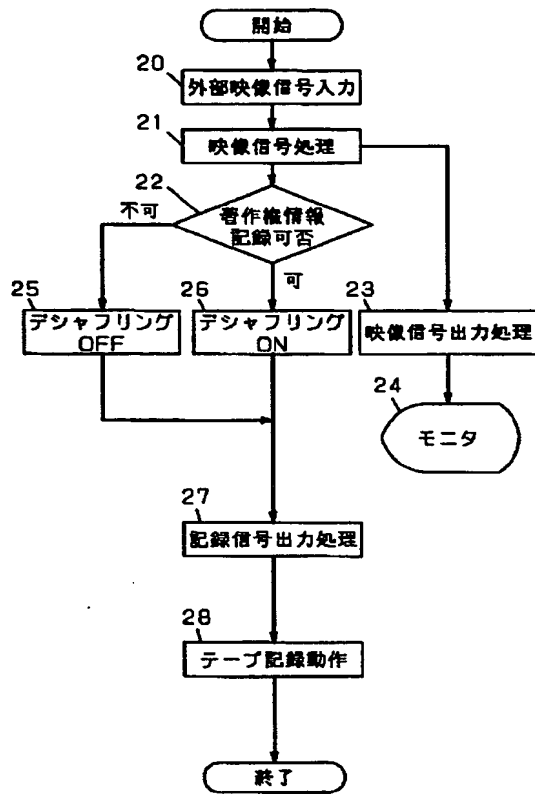 開始
20
外部映像信号入力
21
映像信号処理
22
著作権情報
記録可否
不可
可
25
デシャフリング
OFF
26
デシャフリング
ON
23
映像信号出力処理
24
モニタ
27
記録信号出力処理
28
テープ記録動作
終了